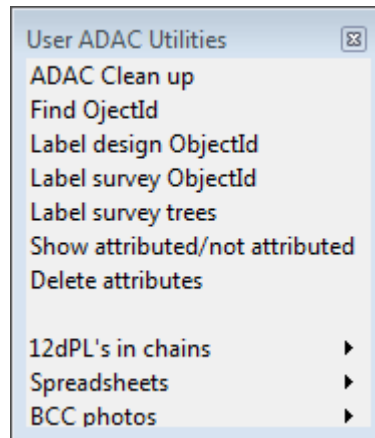 User ADAC Utilities
ADAC Clean up
Find OjectId
Label design ObjectId
Label survey ObjectId
Label survey trees
Show attributed/not attributed
Delete attributes
12dPL's in chains
Spreadsheets
BCC photos